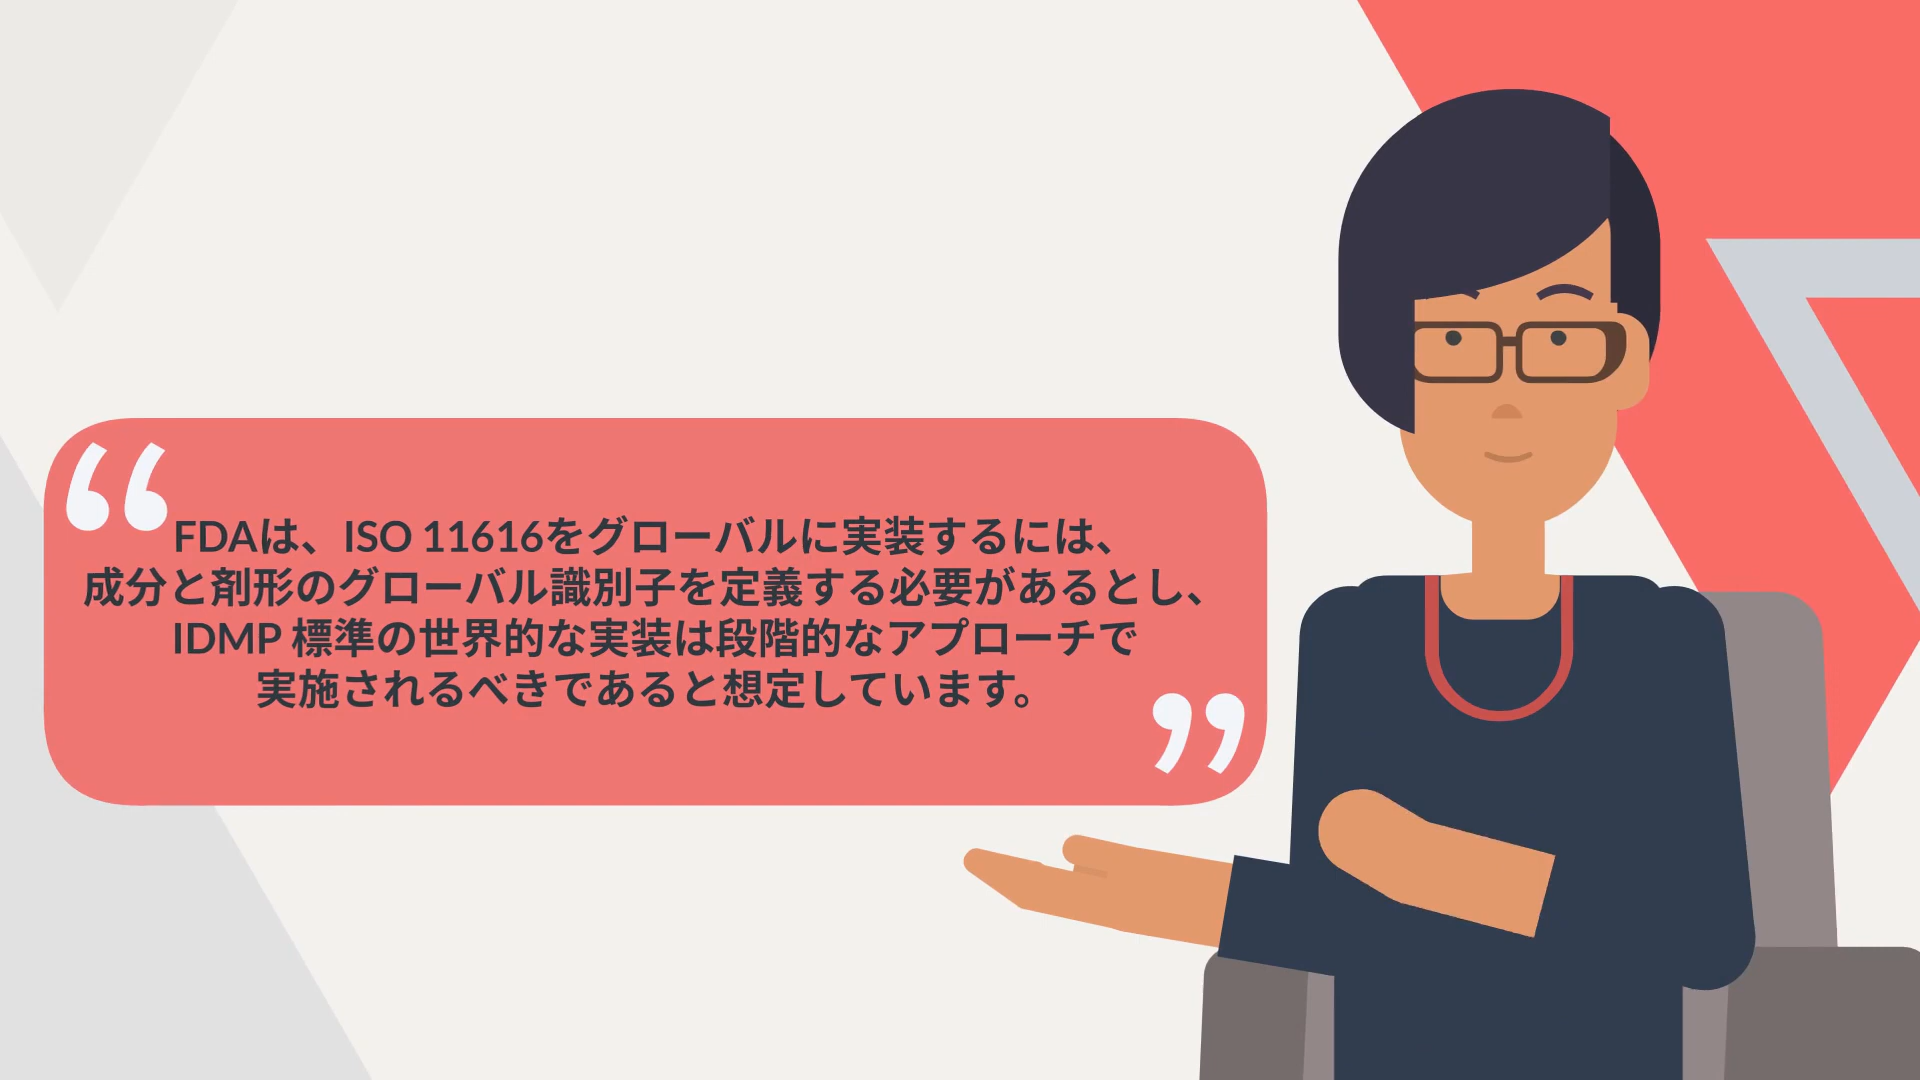 “
FDAは、ISO 11616をグローバルに実装するには、
成分と剤形のグローバル識別子を定義する必要があるとし、
IDMP 標準の世界的な実装は段階的なアプローチで
実施されるべきであると想定しています。
”